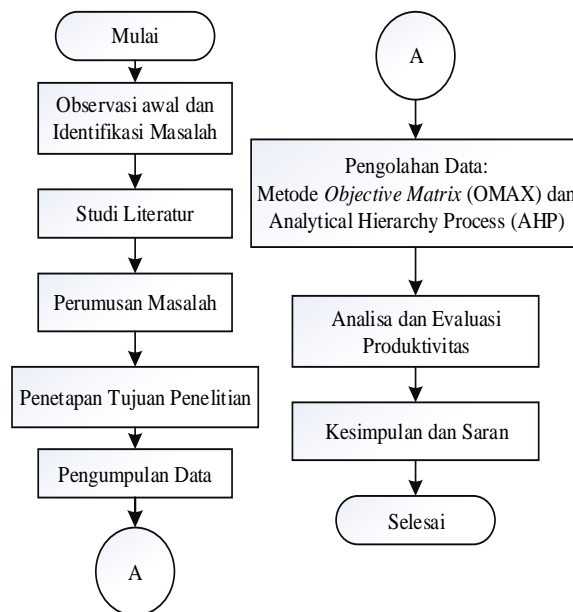 Mulai
Observasi awal dan
Identifikasi Masalah
Studi Literatur
Perumusan Masalah
Penetapan Tujuan Penelitian
Pengumpulan Data
A
A
Pengolahan Data:
Metode Objective Matrix (OMAX) dan
Analytical Hierarchy Process (AHP)
Analisa dan Evaluasi
Produktivitas
Kesimpulan dan Saran
Selesai